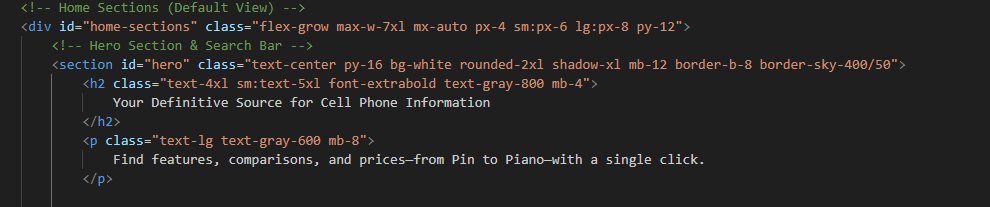 <!-- Home Sections (Default View) -->
<div id="home-sections" class="flex-grow max-w-7xl mx-auto px-4 sm:px-6 lg:px-8 py-12">
<!-- Hero Section & Search Bar -->
<section id="hero" class="text-center py-16 bg-white rounded-2xl shadow-xl mb-12 border-b-8 border-sky-400/50">
<h2 class="text-4xl sm:text-5xl font-extrabold text-gray-800 mb-4">
Your Definitive Source for Cell Phone Information
</h2>
<p class="text-lg text-gray-600 mb-8">
Find features, comparisons, and prices—from Pin to Piano—with a single click.
</p>